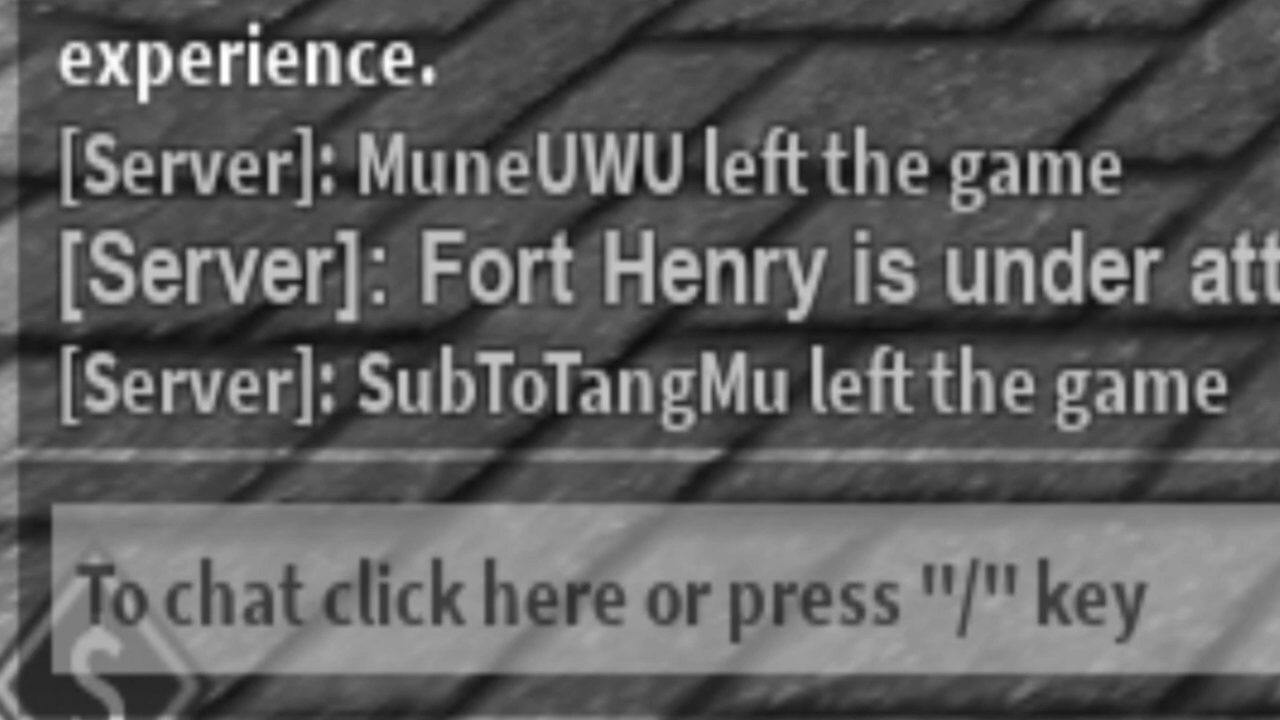 experience.
[Server]: MuneUWU left the game
[Server]: Fort Henry is under att
[Server]: SubToTangMu left the game
To chat click here or press "/" key
S